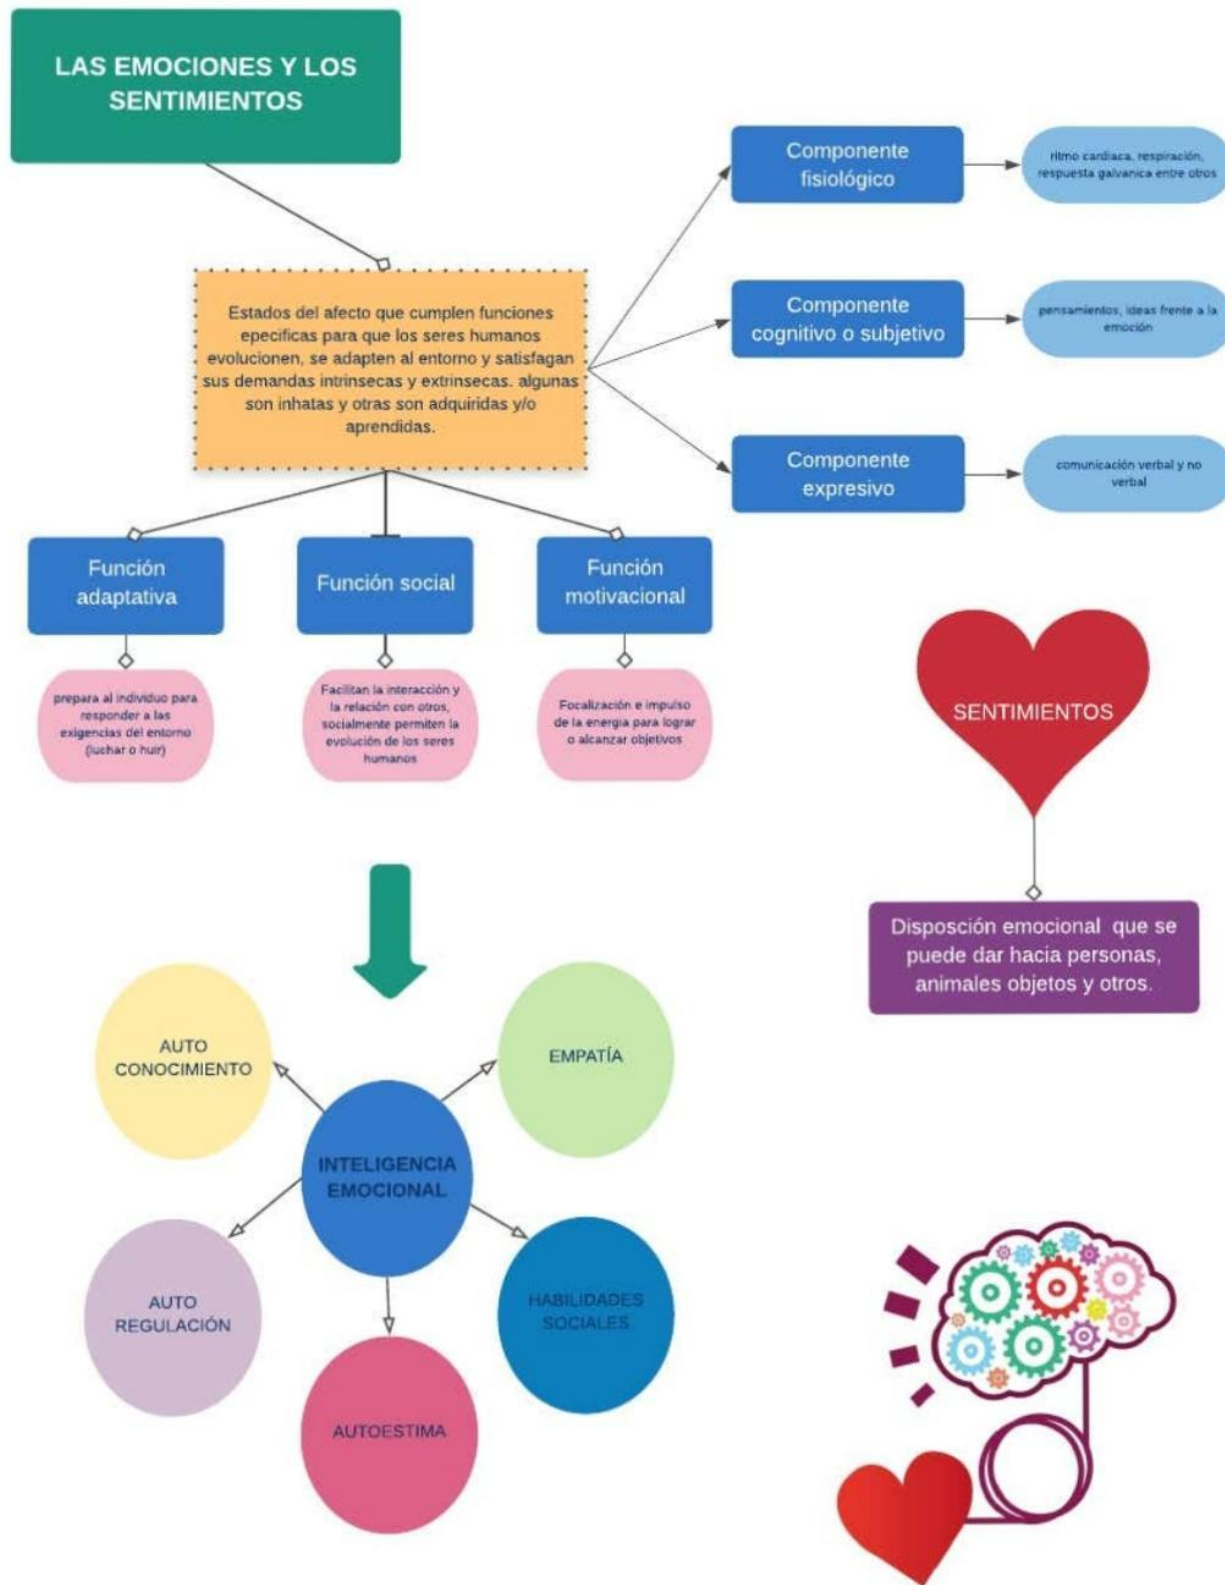 LAS EMOCIONES Y LOS
SENTIMIENTOS
Estados del afecto que cumplen funciones
epecificas para que los seres humanos
evolucionen, se adapten al entorno y satisfagan
sus demandas intrinsecas y extrinsecas. algunas
son inhatas y otras son adquiridas y/o
aprendidas.
Componente
fisiológico
ritmo cardiaca, respiración,
respuesta galvanica entre otros
Componente
cognitivo o subjetivo
pensamientos, ideas frente a la
emoción
Componente
expresivo
comunicación verbal y no
verbal
Función
adaptativa
prepara al individuo para
responder a las
exigencias del entorno
(luchar o huir)
Función social
Facilitan la interacción y
la relación con otros,
socialmente permiten la
evolución de los seres
humanos
Función
motivacional
Focalización e impulso
de la energia para lograr
o alcanzar objetivos
SENTIMIENTOS
Disposción emocional que se
puede dar hacia personas,
animales objetos y otros.
AUTO
CONOCIMIENTO
EMPATÍA
INTELIGENCIA
EMOCIONAL
AUTO
REGULACIÓN
HABILIDADES
SOCIALES
AUTOESTIMA